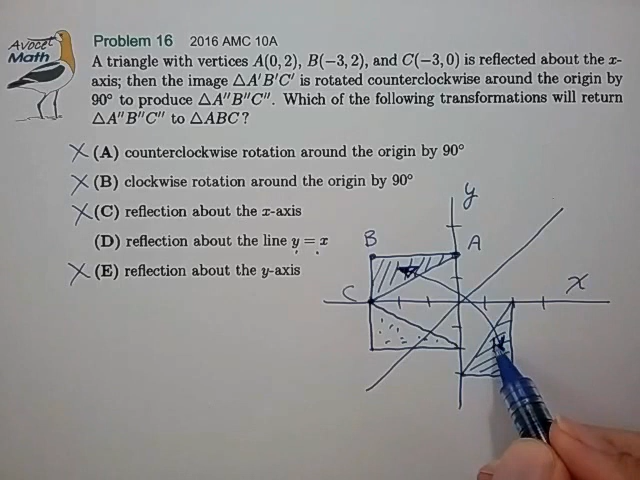 Avocet
Math
Problem 16 2016 AMC 10A
A triangle with vertices A(0, 2), B(−3, 2), and C(−3, 0) is reflected about the x-
axis; then the image △A′B′C′ is rotated counterclockwise around the origin by
90° to produce △A″B″C″. Which of the following transformations will return
△A″B″C″ to △ABC?
(A) counterclockwise rotation around the origin by 90°
(B) clockwise rotation around the origin by 90°
(C) reflection about the x-axis
(D) reflection about the line y = x
(E) reflection about the y-axis
y
B A
C x